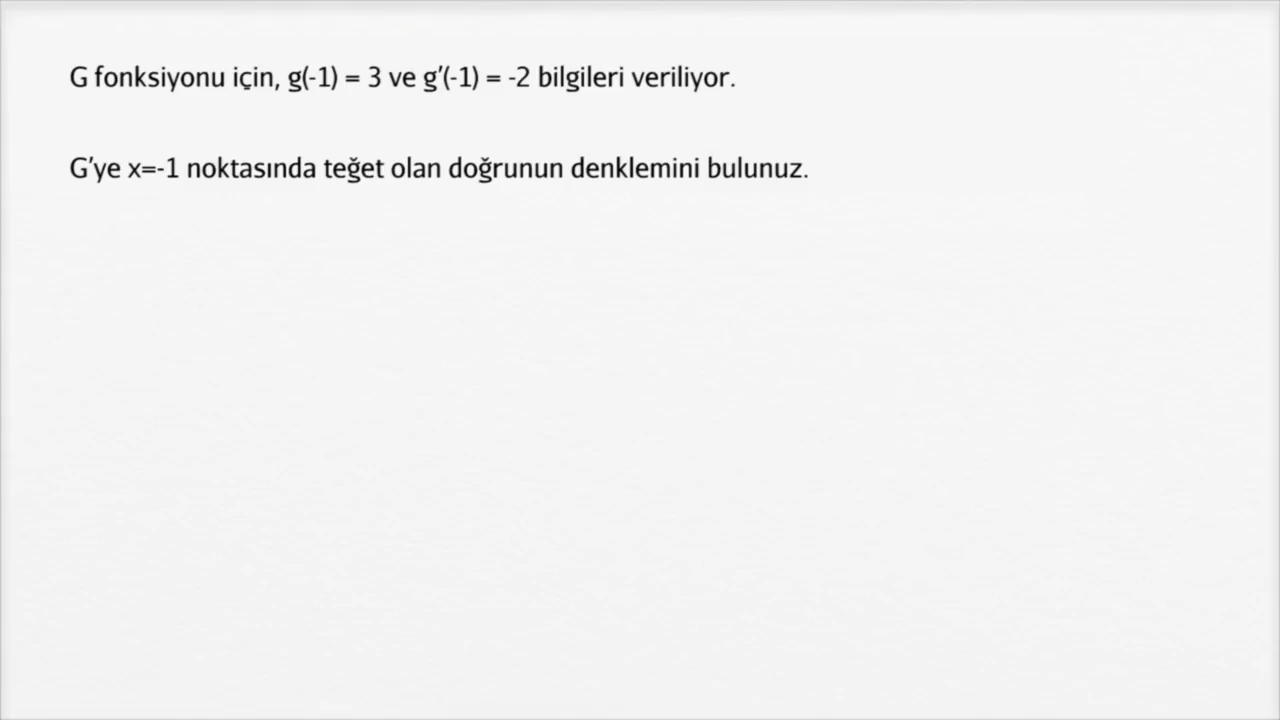 G fonksiyonu için, g(-1) = 3 ve g’(-1) = -2 bilgileri veriliyor.
G’ye x=-1 noktasında teğet olan doğrunun denklemini bulunuz.